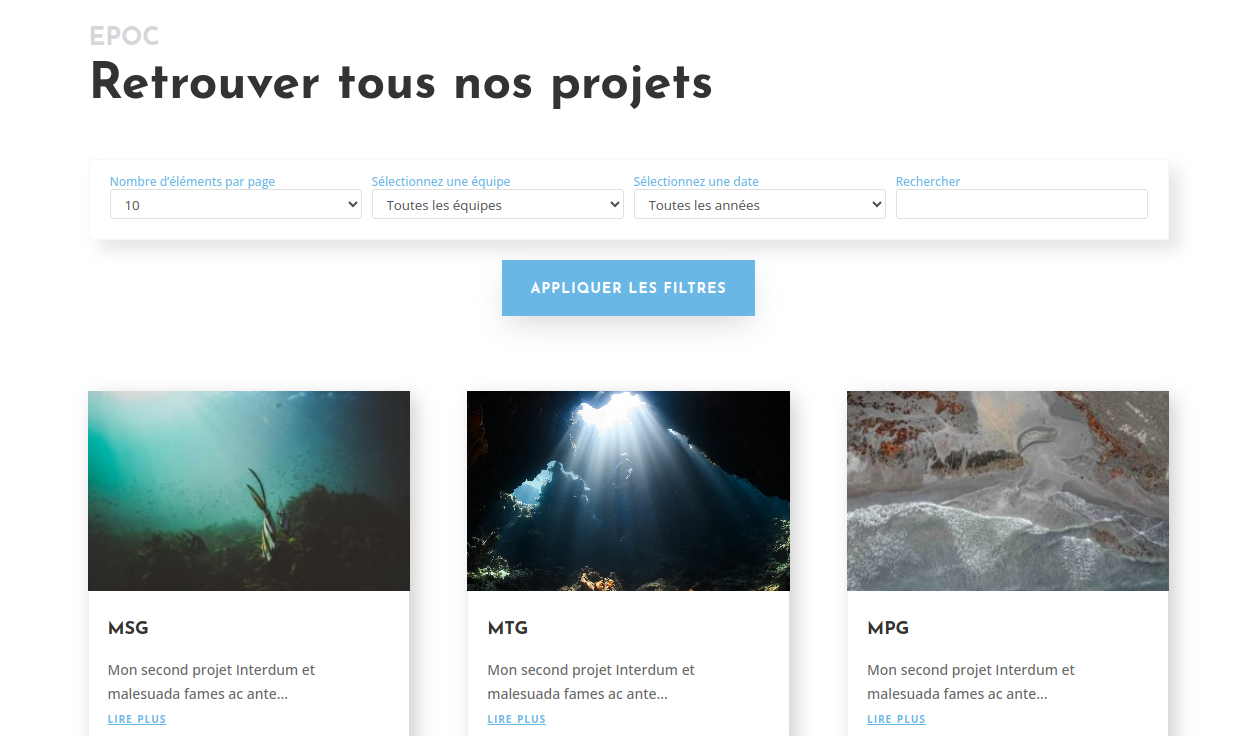 EPOC
Retrouver tous nos projets
Nombre d'éléments par page
Sélectionnez une équipe
Sélectionnez une date
Rechercher
10
Toutes les équipes
Toutes les années
APPLIQUER LES FILTRES
MSG
Mon second projet Interdum et
malesuada fames ac ante...
LIRE PLUS
MTG
Mon second projet Interdum et
malesuada fames ac ante...
LIRE PLUS
MPG
Mon second projet Interdum et
malesuada fames ac ante...
LIRE PLUS